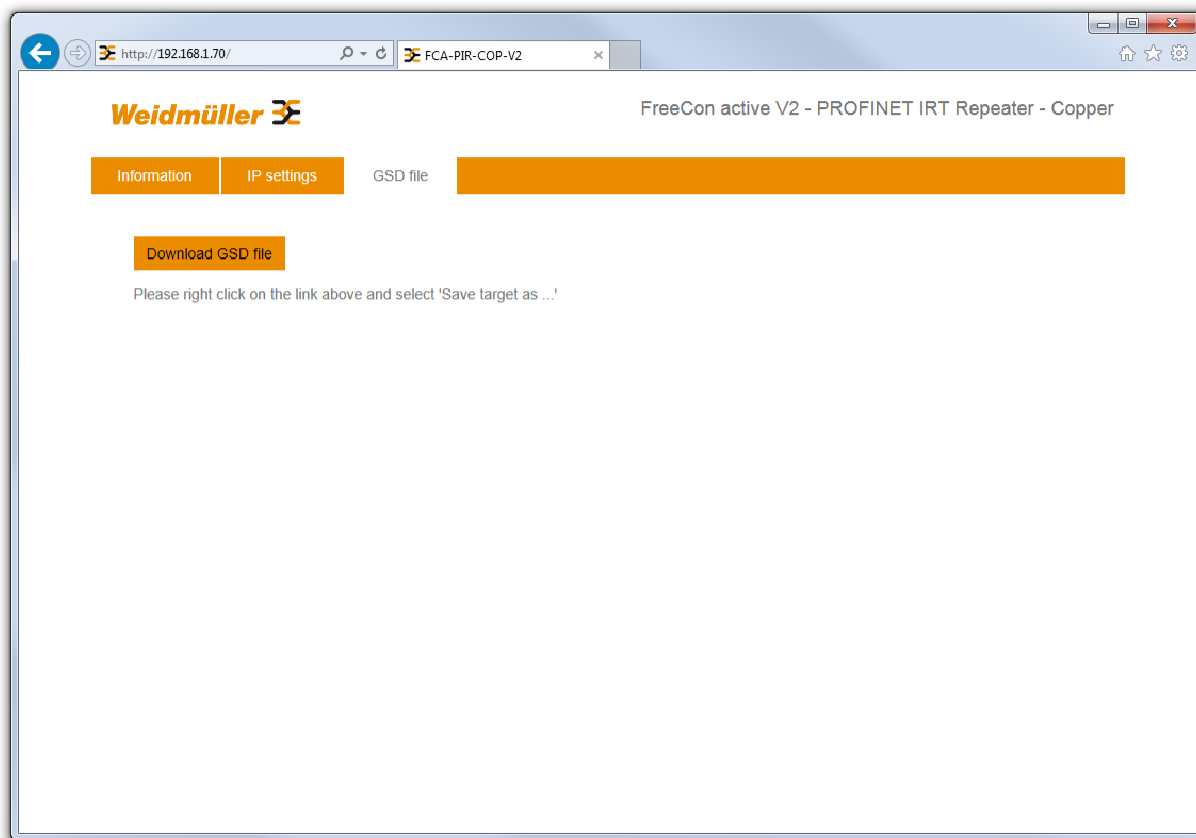 http://192.168.1.70/
FCA-PIR-COP-V2
Weidmüller
FreeCon active V2 - PROFINET IRT Repeater - Copper
Information
IP settings
GSD file
Download GSD file
Please right click on the link above and select 'Save target as ...'